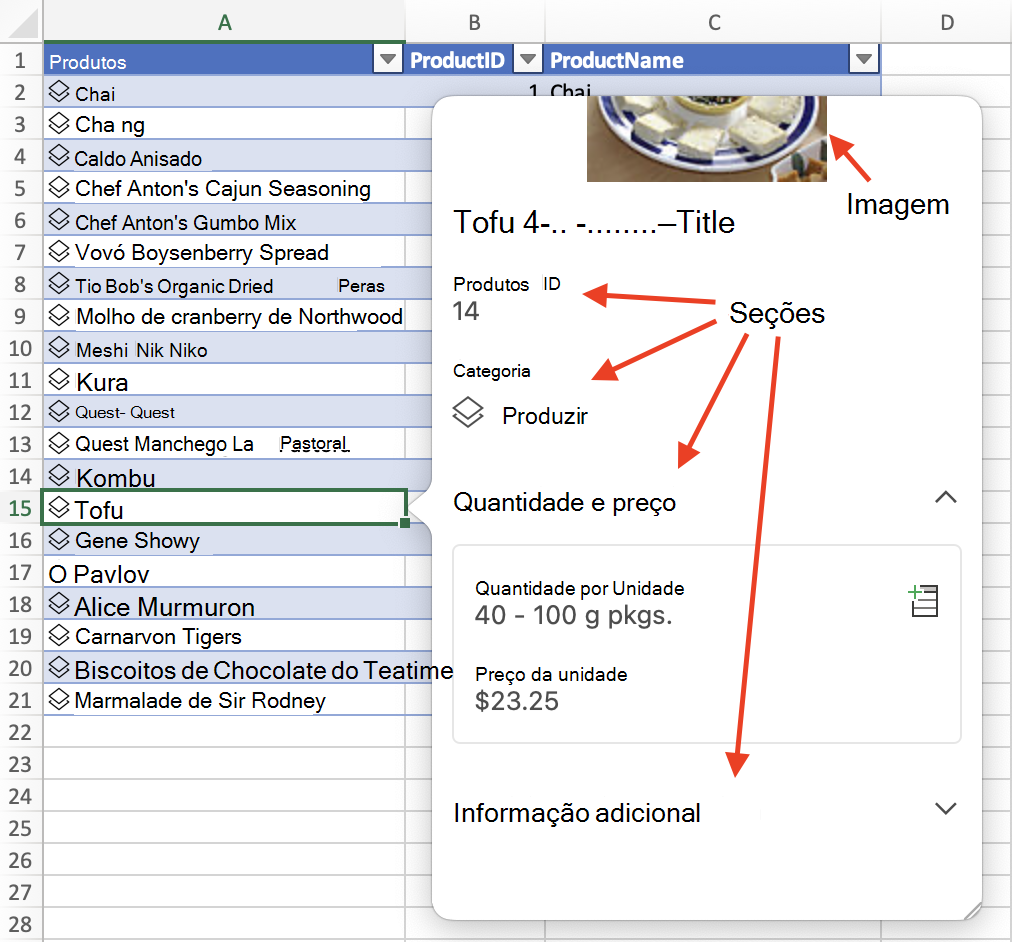 A B C D
1 Produtos ProductID ProductName
2 Chai 1 Chai
3 Cha ng
4 Caldo Anisado
5 Chef Anton's Cajun Seasoning
6 Chef Anton's Gumbo Mix
7 Vovó Boysenberry Spread
8 Tio Bob's Organic Dried Peras
9 Molho de cranberry de Northwood
10 Meshi Nik Niko
11 Kura
12 Quest- Quest
13 Quest Manchego La Pastoral
14 Kombu
15 Tofu
16 Gene Showy
17 O Pavlov
18 Alice Murmuron
19 Carnarvon Tigers
20 Biscoitos de Chocolate do Teatime
21 Marmalade de Sir Rodney
22
23
24
25
26
27
28
Imagem
Tofu 4-.. -........–Title
Produtos ID
14
Seções
Categoria
Produzir
Quantidade e preço
Quantidade por Unidade
40 - 100 g pkgs.
Preço da unidade
$23.25
Informação adicional